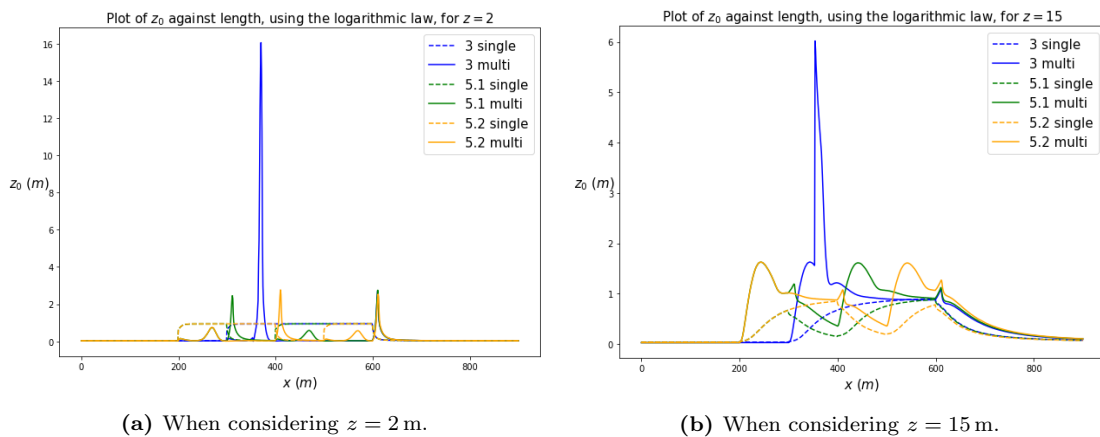 Plot of z₀ against length, using the logarithmic law, for z = 2
16
14
12
10
8
6
4
2
0
z₀ (m)
0
200
400
600
800
x (m)
3 single
3 multi
5.1 single
5.1 multi
5.2 single
5.2 multi
(a) When considering z = 2 m.
Plot of z₀ against length, using the logarithmic law, for z = 15
6
5
4
3
2
1
0
z₀ (m)
0
200
400
600
800
x (m)
3 single
3 multi
5.1 single
5.1 multi
5.2 single
5.2 multi
(b) When considering z = 15 m.